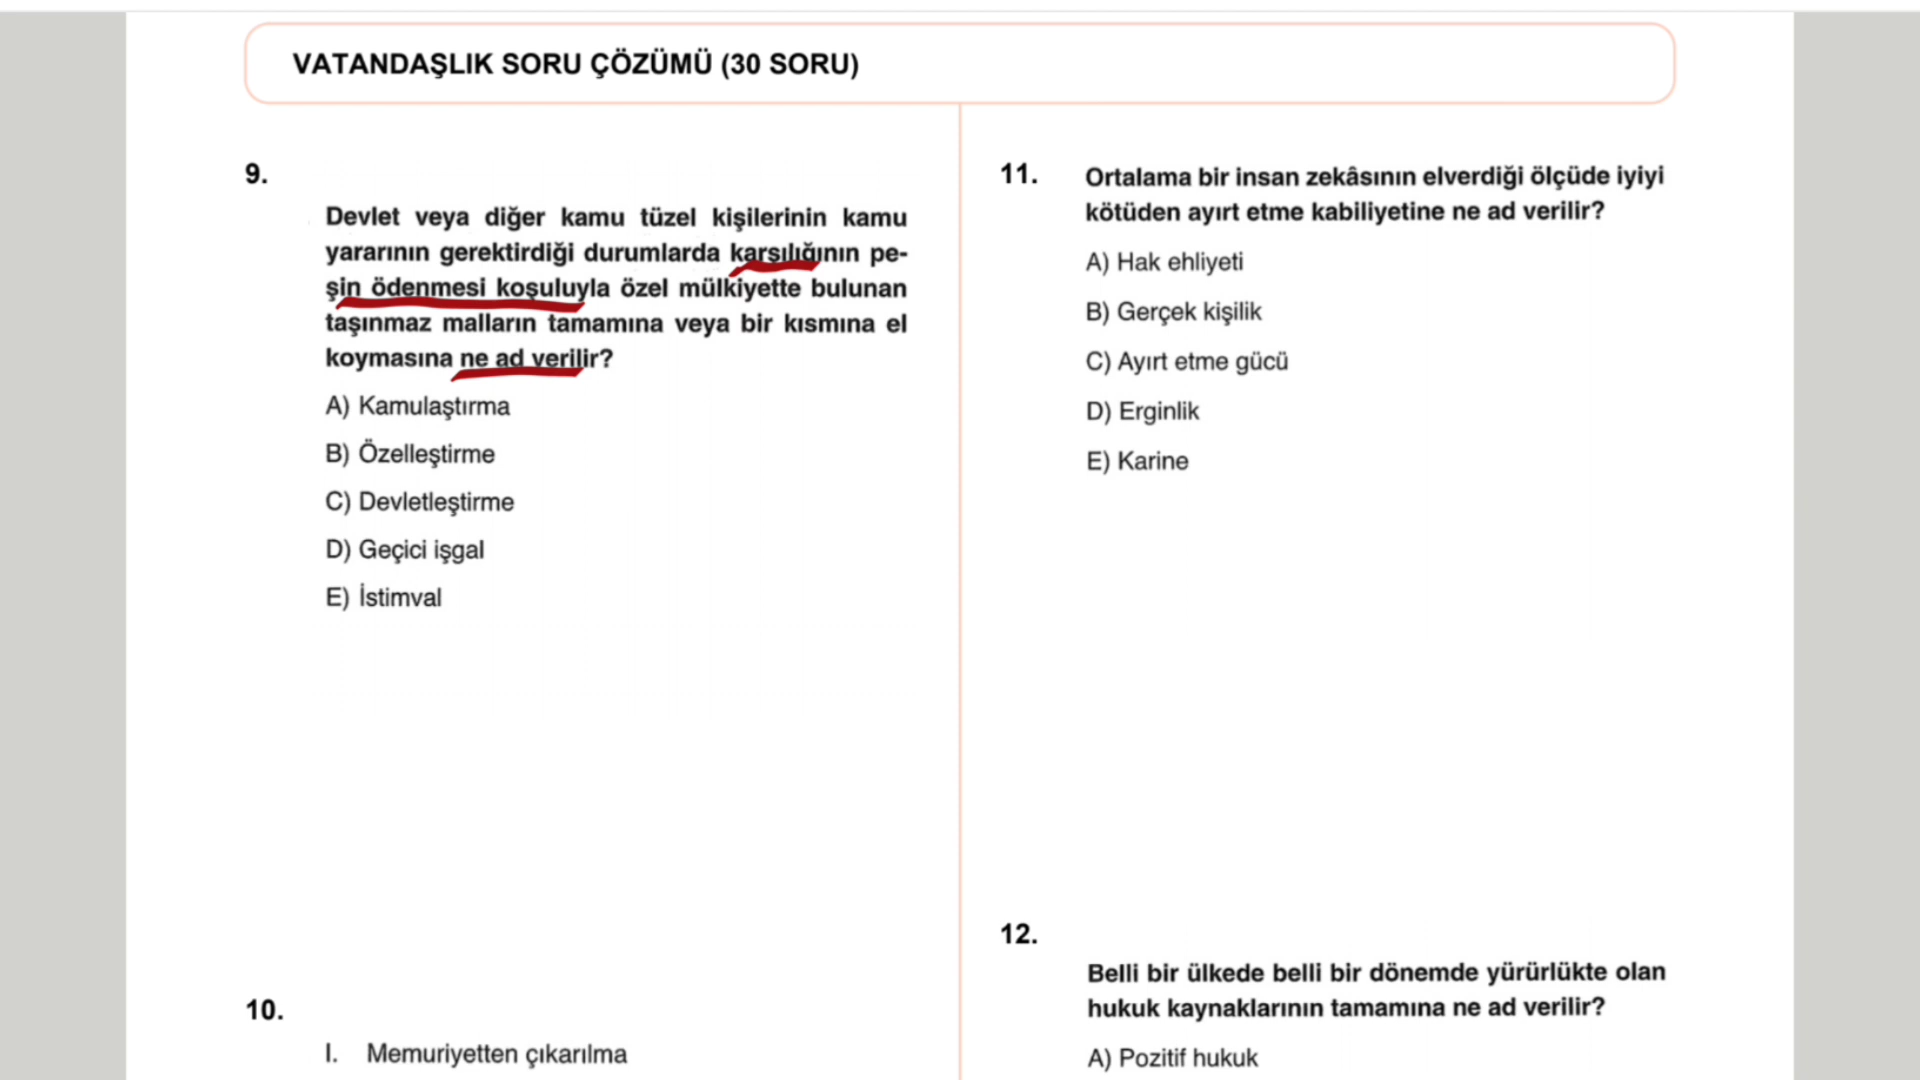 VATANDAŞLIK SORU ÇÖZÜMÜ (30 SORU)
9.
Devlet veya diğer kamu tüzel kişilerinin kamu
yararının gerektirdiği durumlarda karşılığının pe-
şin ödenmesi koşuluyla özel mülkiyette bulunan
taşınmaz malların tamamına veya bir kısmına el
koymasına ne ad verilir?
A) Kamulaştırma
B) Özelleştirme
C) Devletleştirme
D) Geçici işgal
E) İstimval
10.
I. Memuriyetten çıkarılma
11. Ortalama bir insan zekâsının elverdiği ölçüde iyiyi
kötüden ayırt etme kabiliyetine ne ad verilir?
A) Hak ehliyeti
B) Gerçek kişilik
C) Ayırt etme gücü
D) Erginlik
E) Karine
12.
Belli bir ülkede belli bir dönemde yürürlükte olan
hukuk kaynaklarının tamamına ne ad verilir?
A) Pozitif hukuk